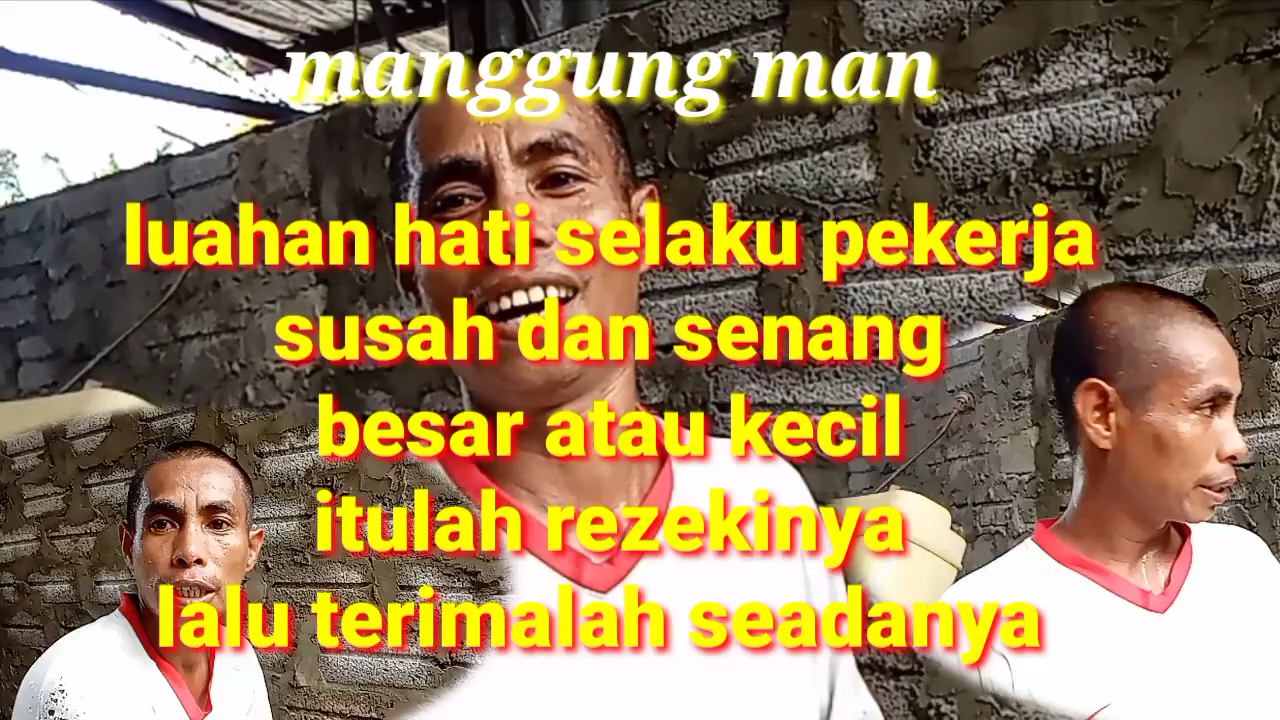 manggung man
luahan hati selaku pekerja
susah dan senang
besar atau kecil
itulah rezekinya
lalu terimalah seadanya